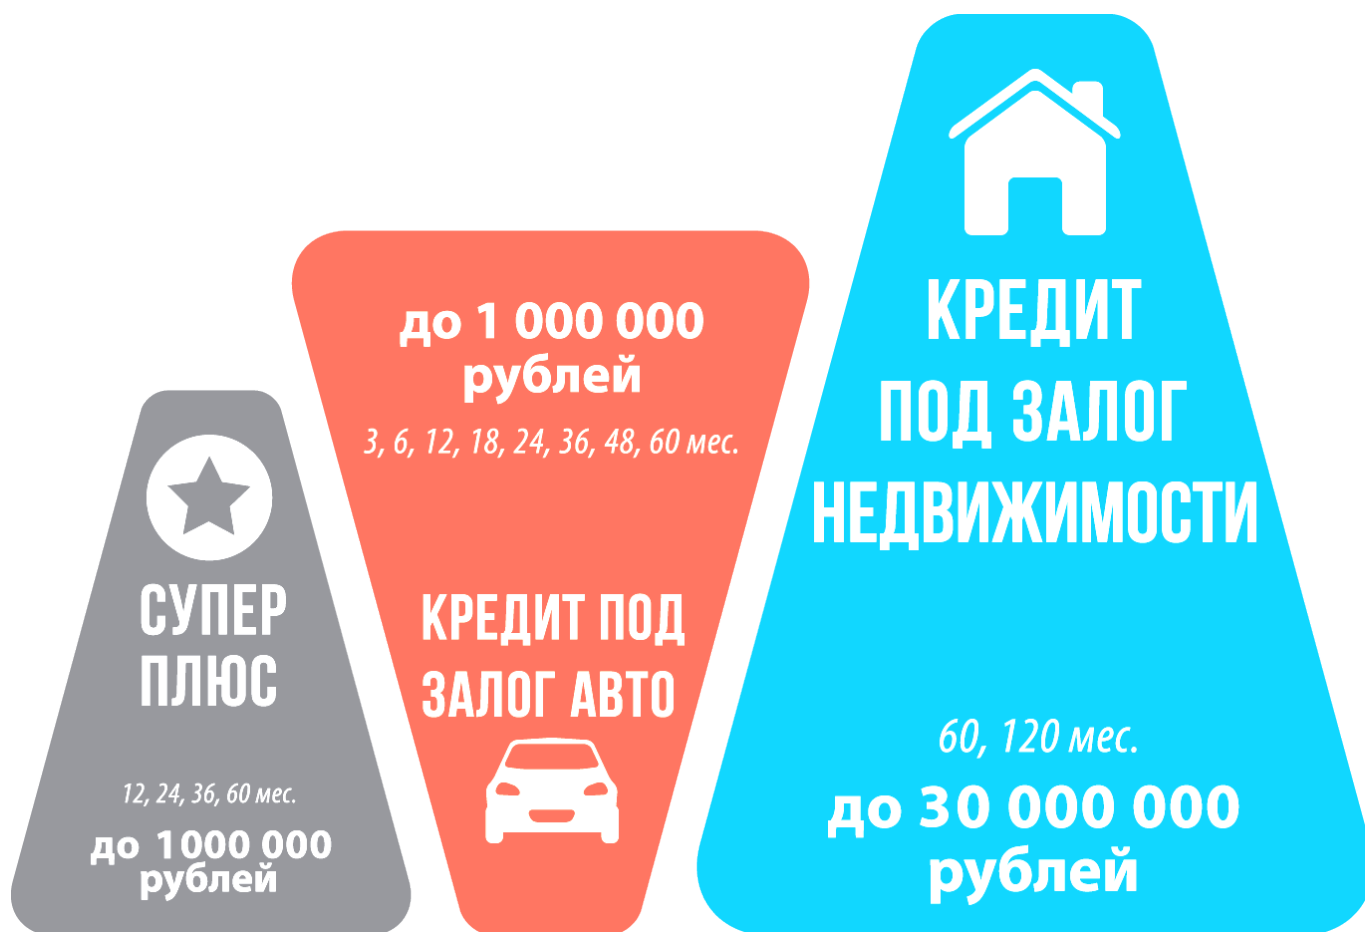 СУПЕР
ПЛЮС
12, 24, 36, 60 мес.
до 1000 000
рублей
до 1 000 000
рублей
3, 6, 12, 18, 24, 36, 48, 60 мес.
КРЕДИТ ПОД
ЗАЛОГ АВТО
КРЕДИТ
ПОД ЗАЛОГ
НЕДВИЖИМОСТИ
60, 120 мес.
до 30 000 000
рублей